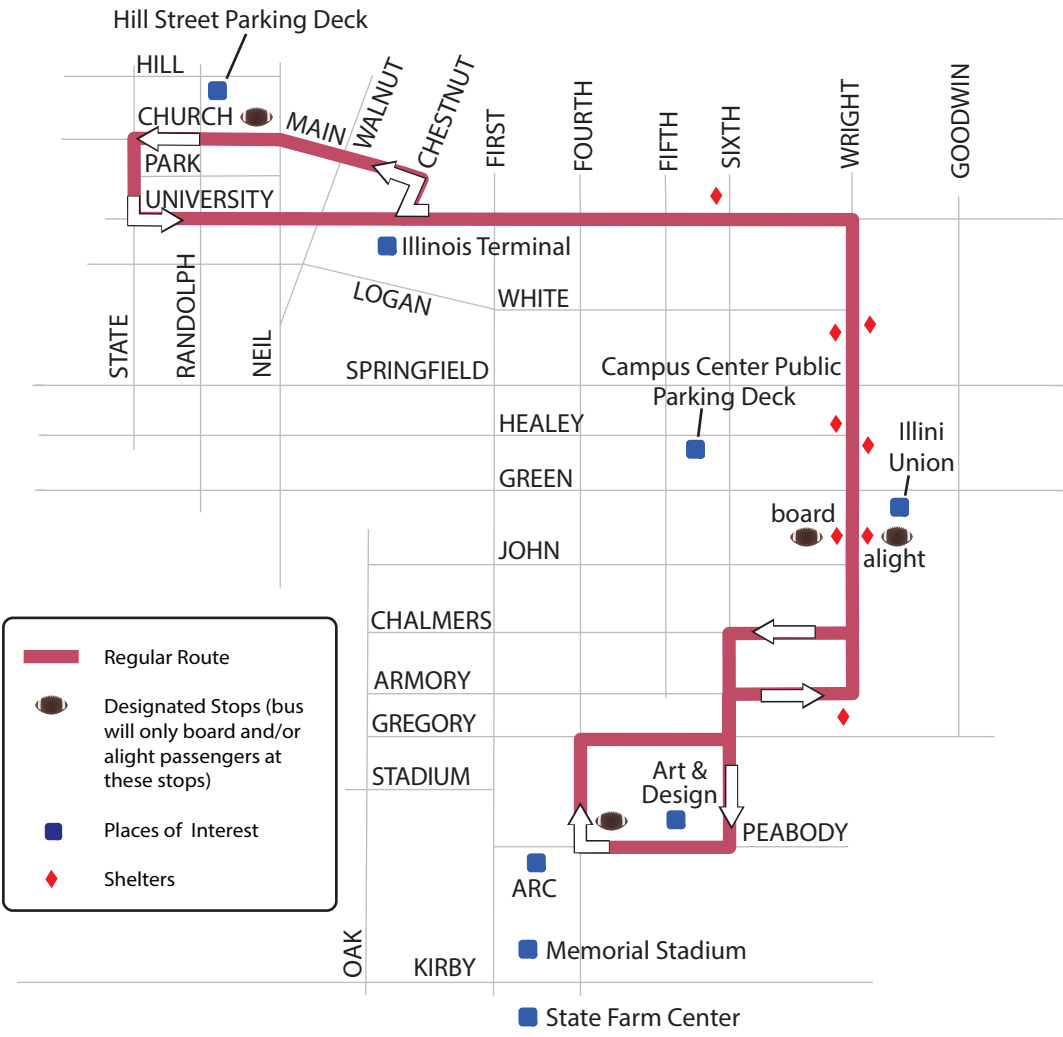 Hill Street Parking Deck
HILL
CHURCH
MAIN
WALNUT
CHESTNUT
FIRST
FOURTH
FIFTH
SIXTH
WRIGHT
GOODWIN
PARK
UNIVERSITY
Illinois Terminal
STATE
RANDOLPH
NEIL
LOGAN
WHITE
SPRINGFIELD
Campus Center Public
Parking Deck
HEALEY
Illini
Union
GREEN
board
JOHN
alight
CHALMERS
ARMORY
GREGORY
STADIUM
Art &
Design
PEABODY
ARC
OAK
KIRBY
Memorial Stadium
State Farm Center
Regular Route
Designated Stops (bus
will only board and/or
alight passengers at
these stops)
Places of Interest
Shelters